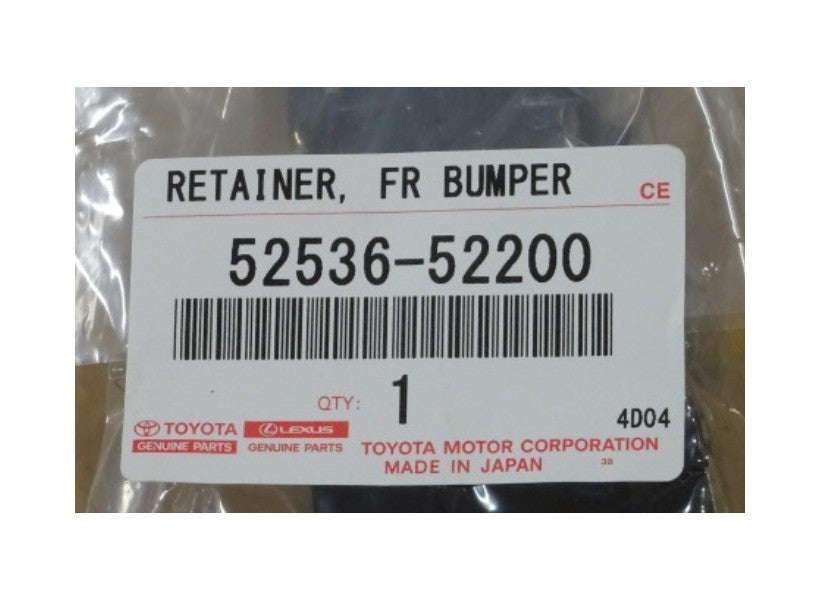 RETAINER, FR BUMPER CE
52536-52200
QTY: 1
4D04
TOYOTA LEXUS
GENUINE PARTS GENUINE PARTS
TOYOTA MOTOR CORPORATION
MADE IN JAPAN 38